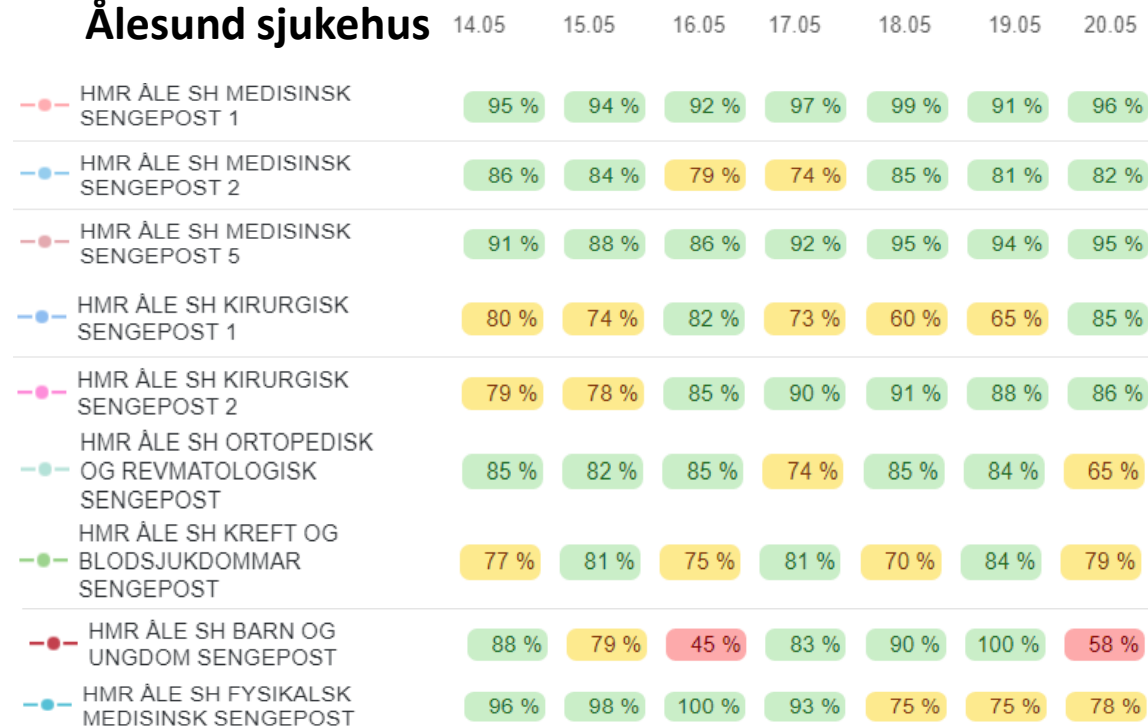 Ålesund sjukehus 14.05 15.05 16.05 17.05 18.05 19.05 20.05
HMR ÅLE SH MEDISINSK
SENGEPOST 1
95 % 94 % 92 % 97 % 99 % 91 % 96 %
HMR ÅLE SH MEDISINSK
SENGEPOST 2
86 % 84 % 79 % 74 % 85 % 81 % 82 %
HMR ÅLE SH MEDISINSK
SENGEPOST 5
91 % 88 % 86 % 92 % 95 % 94 % 95 %
HMR ÅLE SH KIRURGISK
SENGEPOST 1
80 % 74 % 82 % 73 % 60 % 65 % 85 %
HMR ÅLE SH KIRURGISK
SENGEPOST 2
79 % 78 % 85 % 90 % 91 % 88 % 86 %
HMR ÅLE SH ORTOPEDISK
OG REVMATOLOGISK
SENGEPOST
85 % 82 % 85 % 74 % 85 % 84 % 65 %
HMR ÅLE SH KREFT OG
BLODSJUKDOMMAR
SENGEPOST
77 % 81 % 75 % 81 % 70 % 84 % 79 %
HMR ÅLE SH BARN OG
UNGDOM SENGEPOST
88 % 79 % 45 % 83 % 90 % 100 % 58 %
HMR ÅLE SH FYSIKALSK
MEDISINSK SENGEPOST
96 % 98 % 100 % 93 % 75 % 75 % 78 %